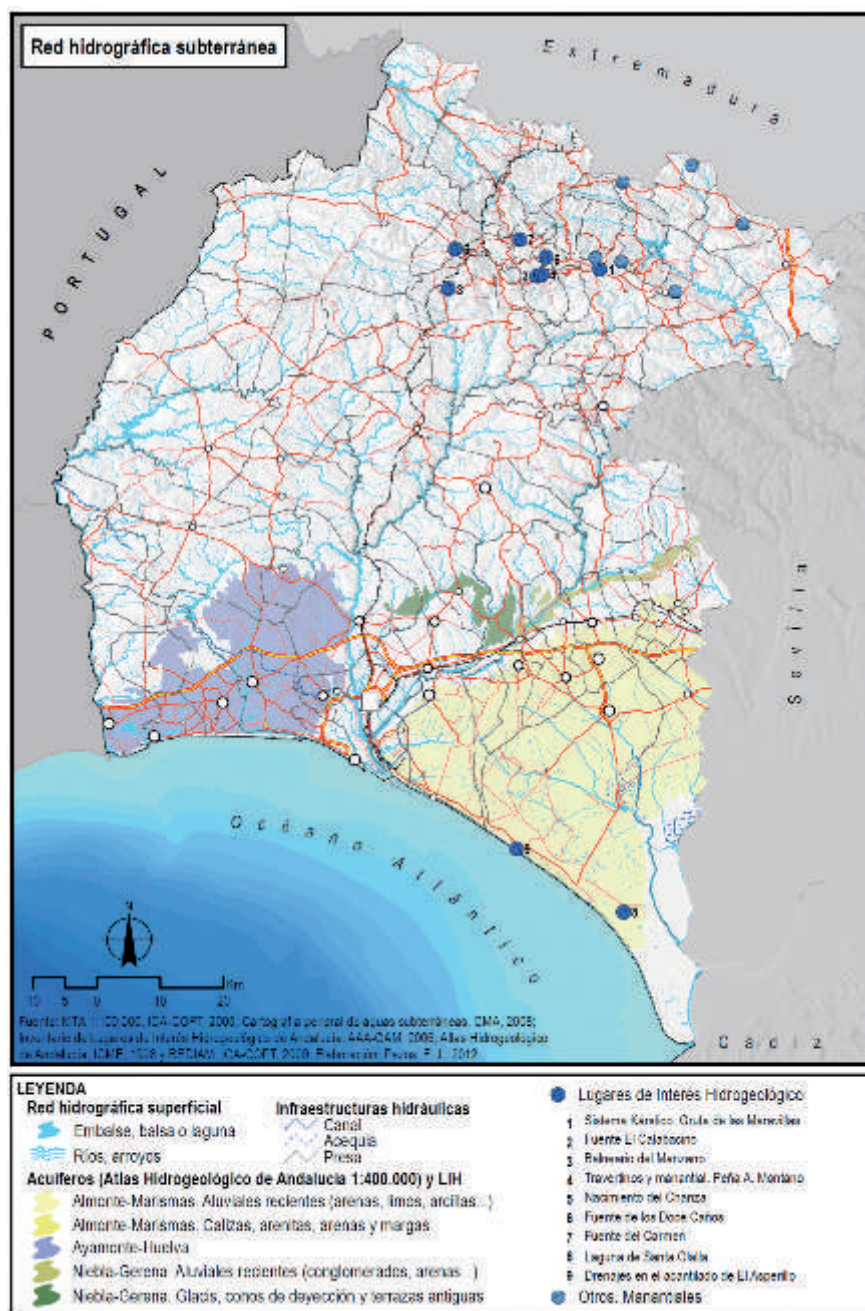 Red hidrográfica subterránea
Extremadura
PORTUGAL
Sevilla
Océano Atlántico
N
10 5 0 10 20
Km
Cádiz
LEYENDA
Red hidrográfica superficial
Embalse, balsa o laguna
Ríos, arroyos
Infraestructuras hidráulicas
Canal
Acequia
Presa
Acuíferos (Atlas Hidrogeológico de Andalucía 1:400.000) y LIH
Almonte-Marismas. Aluviales recientes (arenas, limos, arcillas...)
Almonte-Marismas. Calizas, arenitas, arenas y margas
Ayamonte-Huelva
Niebla-Gerena. Aluviales recientes (conglomerados, arenas...)
Niebla-Gerena. Glacis, conos de deyección y terrazas antiguas
Lugares de Interés Hidrogeológico
1 Sistema Kárstico. Gruta de las Maravillas
2 Fuente El Calabacino
3 Balneario del Manzano
4 Travertinos y manantial. Peña A. Montano
5 Nacimiento del Chanza
6 Fuente de los Doce Caños
7 Fuente del Carmen
8 Laguna de Santa Olalla
9 Drenajes en el acantilado de El Asperillo
Otros. Manantiales